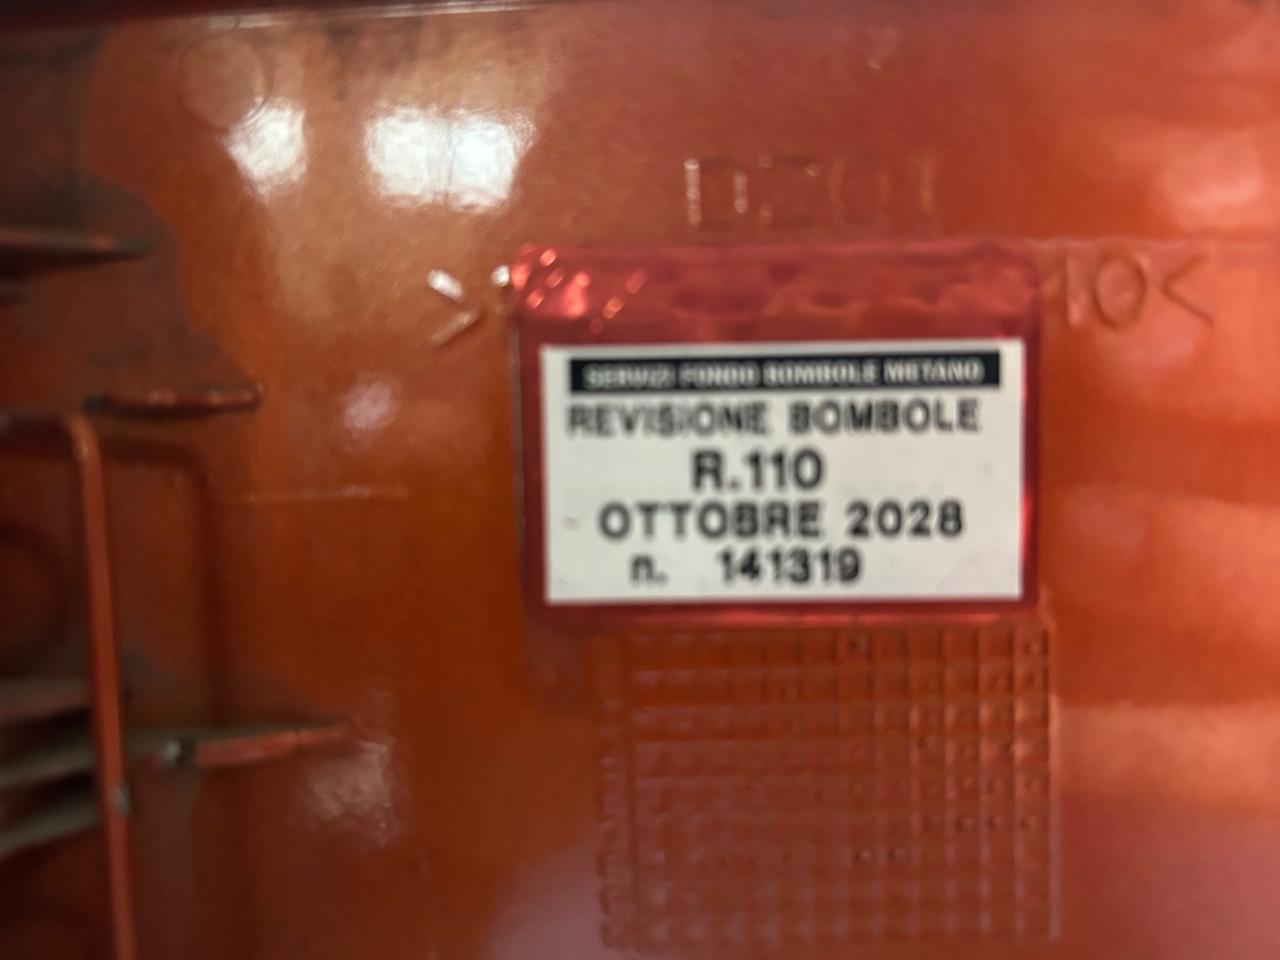 SERVIZI FONDO BOMBOLE METANO
REVISIONE BOMBOLE
R.110
OTTOBRE 2028
n. 141319